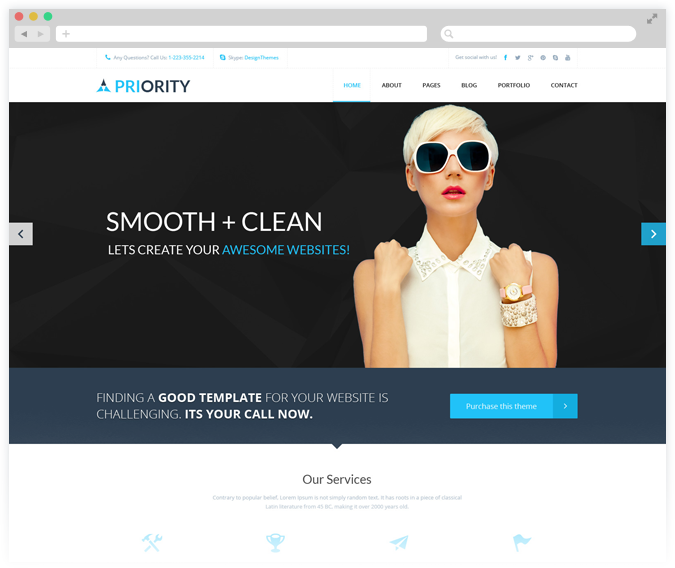 Any Questions? Call Us: 1-223-355-2214 Skype: DesignThemes Get social with us!
PRIORITY HOME ABOUT PAGES BLOG PORTFOLIO CONTACT
SMOOTH + CLEAN
LETS CREATE YOUR AWESOME WEBSITES!
FINDING A GOOD TEMPLATE FOR YOUR WEBSITE IS
CHALLENGING. ITS YOUR CALL NOW.
Purchase this theme
Our Services
Contrary to popular belief, Lorem Ipsum is not simply random text. It has roots in a piece of classical
Latin literature from 45 BC, making it over 2000 years old.